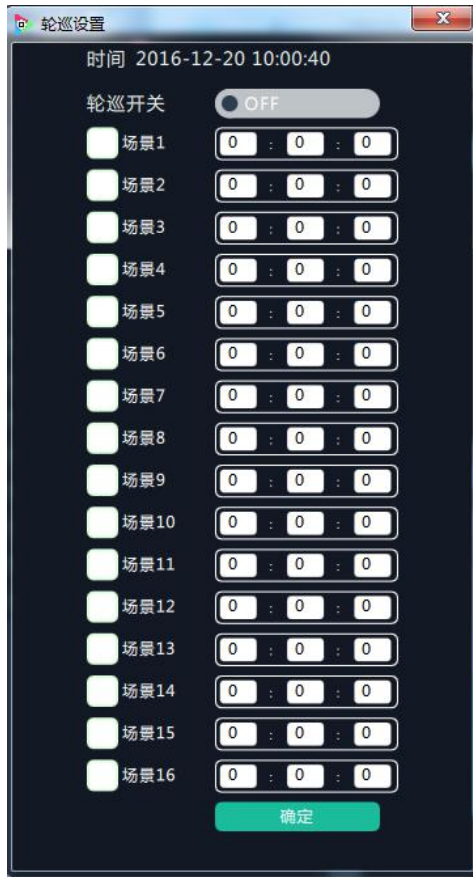 轮巡设置
时间 2016-12-20 10:00:40
轮巡开关 OFF
场景1 0 : 0 : 0
场景2 0 : 0 : 0
场景3 0 : 0 : 0
场景4 0 : 0 : 0
场景5 0 : 0 : 0
场景6 0 : 0 : 0
场景7 0 : 0 : 0
场景8 0 : 0 : 0
场景9 0 : 0 : 0
场景10 0 : 0 : 0
场景11 0 : 0 : 0
场景12 0 : 0 : 0
场景13 0 : 0 : 0
场景14 0 : 0 : 0
场景15 0 : 0 : 0
场景16 0 : 0 : 0
确定